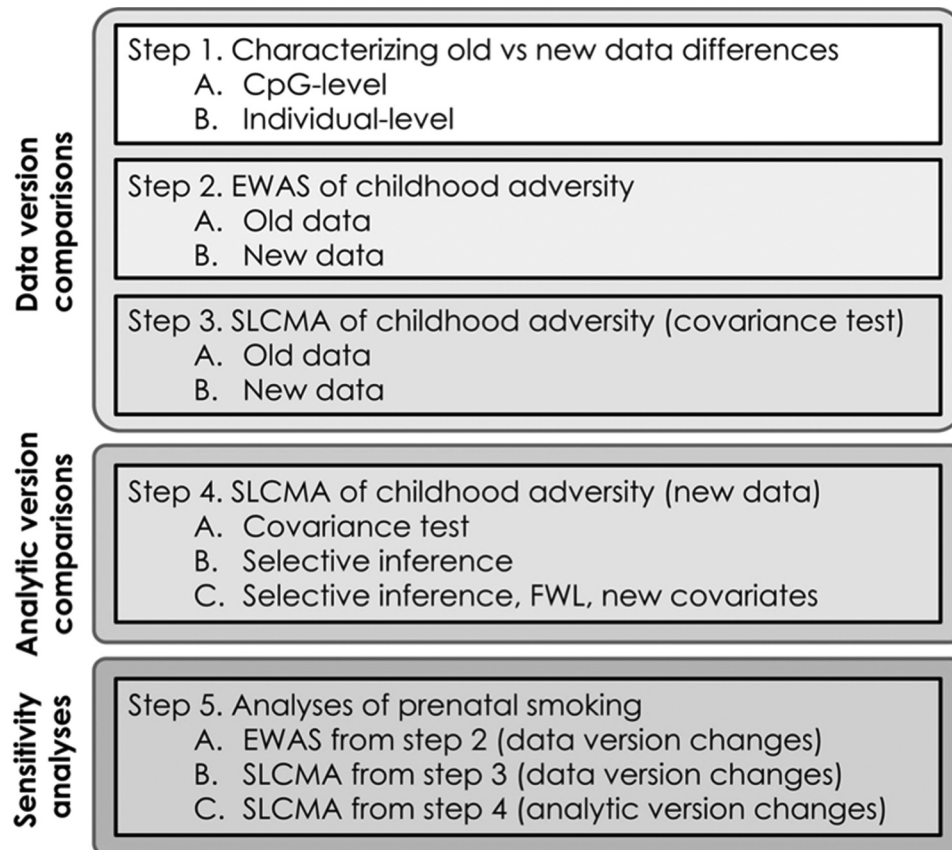 Data version
comparisons
Step 1. Characterizing old vs new data differences
A. CpG-level
B. Individual-level
Step 2. EWAS of childhood adversity
A. Old data
B. New data
Step 3. SLCMA of childhood adversity (covariance test)
A. Old data
B. New data
Analytic version
comparisons
Step 4. SLCMA of childhood adversity (new data)
A. Covariance test
B. Selective inference
C. Selective inference, FWL, new covariates
Sensitivity
analyses
Step 5. Analyses of prenatal smoking
A. EWAS from step 2 (data version changes)
B. SLCMA from step 3 (data version changes)
C. SLCMA from step 4 (analytic version changes)